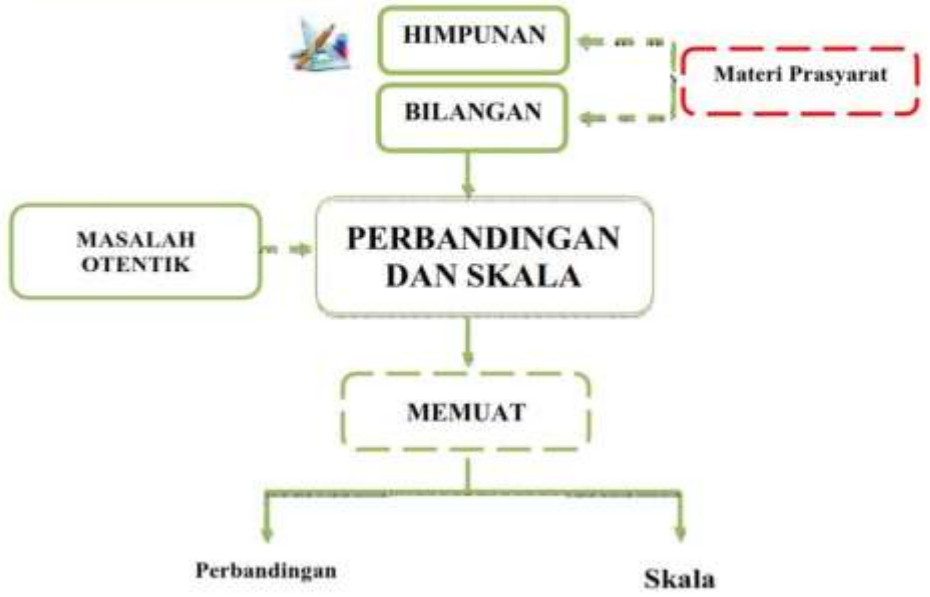 HIMPUNAN
Materi Prasyarat
BILANGAN
MASALAH
OTENTIK
PERBANDINGAN
DAN SKALA
MEMUAT
Perbandingan
Skala